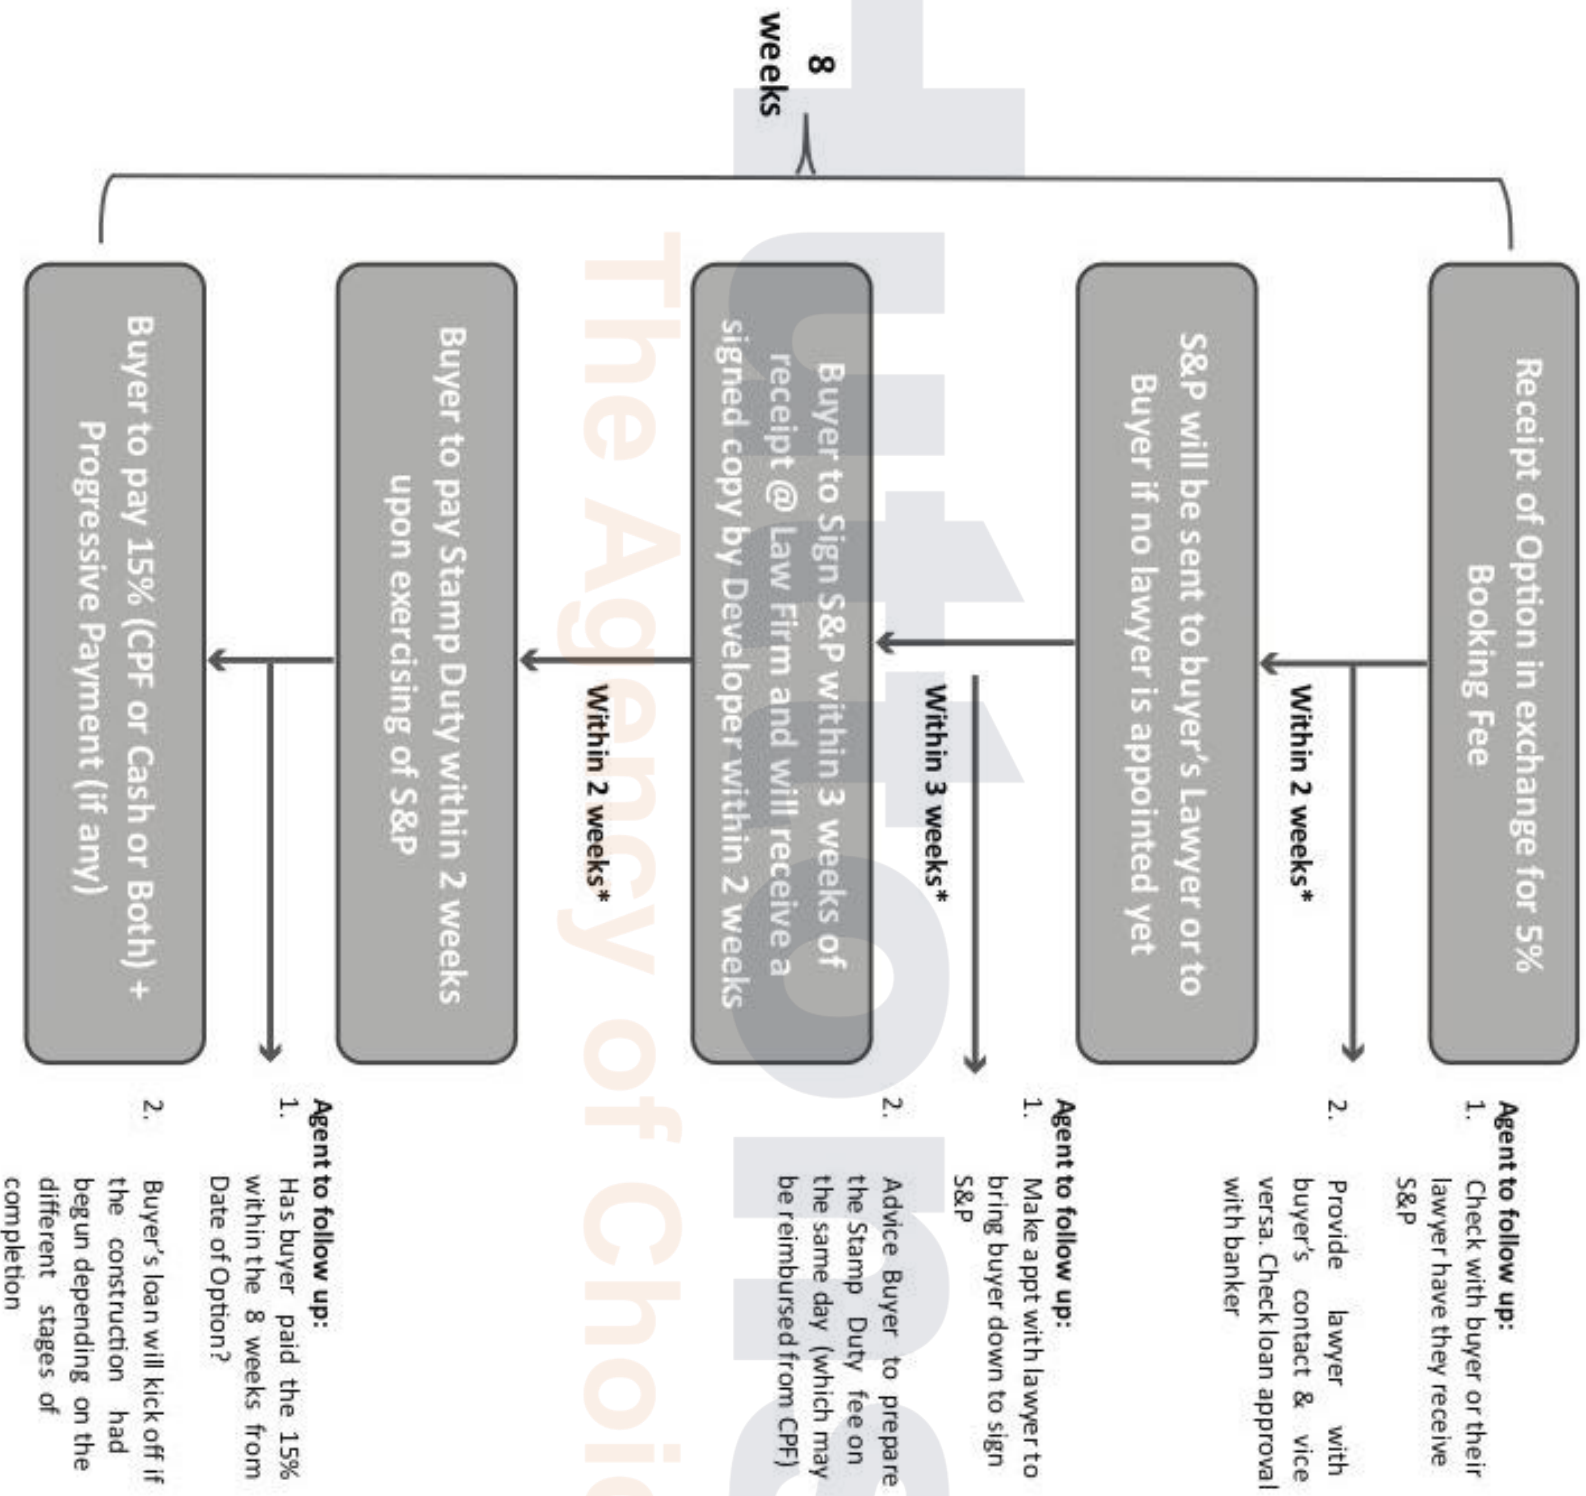 8
weeks
Receipt of Option in exchange for 5%
Booking Fee
Within 2 weeks*
Agent to follow up:
1. Check with buyer or their
lawyer have they receive
S&P
2. Provide lawyer with
buyer's contact & vice
versa. Check loan approval
with banker
S&P will be sent to buyer's Lawyer or to
Buyer if no lawyer is appointed yet
Within 3 weeks*
Agent to follow up:
1. Make appt with lawyer to
bring buyer down to sign
S&P
2. Advice Buyer to prepare
the Stamp Duty fee on
the same day (which may
be reimbursed from CPF)
Buyer to Sign S&P within 3 weeks of
receipt @ Law Firm and will receive a
signed copy by Developer within 2 weeks
Within 2 weeks*
Buyer to pay Stamp Duty within 2 weeks
upon exercising of S&P
Agent to follow up:
1. Has buyer paid the 15%
within the 8 weeks from
Date of Option?
2. Buyer's loan will kick off if
the construction had
begun depending on the
different stages of
completion
Buyer to pay 15% (CPF or Cash or Both) +
Progressive Payment (if any)
The Agency of Choic